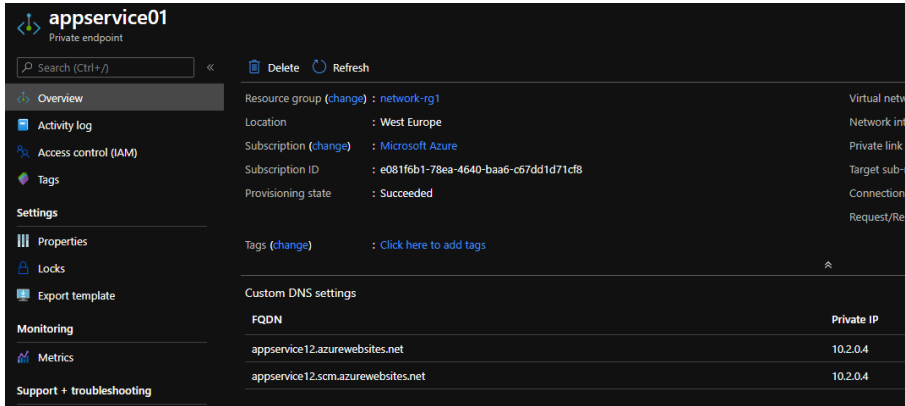 appservice01
Private endpoint
Search (Ctrl+/)
«
Overview
Activity log
Access control (IAM)
Tags
Settings
Properties
Locks
Export template
Monitoring
Metrics
Support + troubleshooting
Delete Refresh
Resource group (change) : network-rg1
Location : West Europe
Subscription (change) : Microsoft Azure
Subscription ID : e081f6b1-78ea-4640-baa6-c67dd1d71cf8
Provisioning state : Succeeded
Tags (change) : Click here to add tags
Virtual netw
Network int
Private link
Target sub-
Connection
Request/Re
Custom DNS settings
FQDN Private IP
appservice12.azurewebsites.net 10.2.0.4
appservice12.scm.azurewebsites.net 10.2.0.4